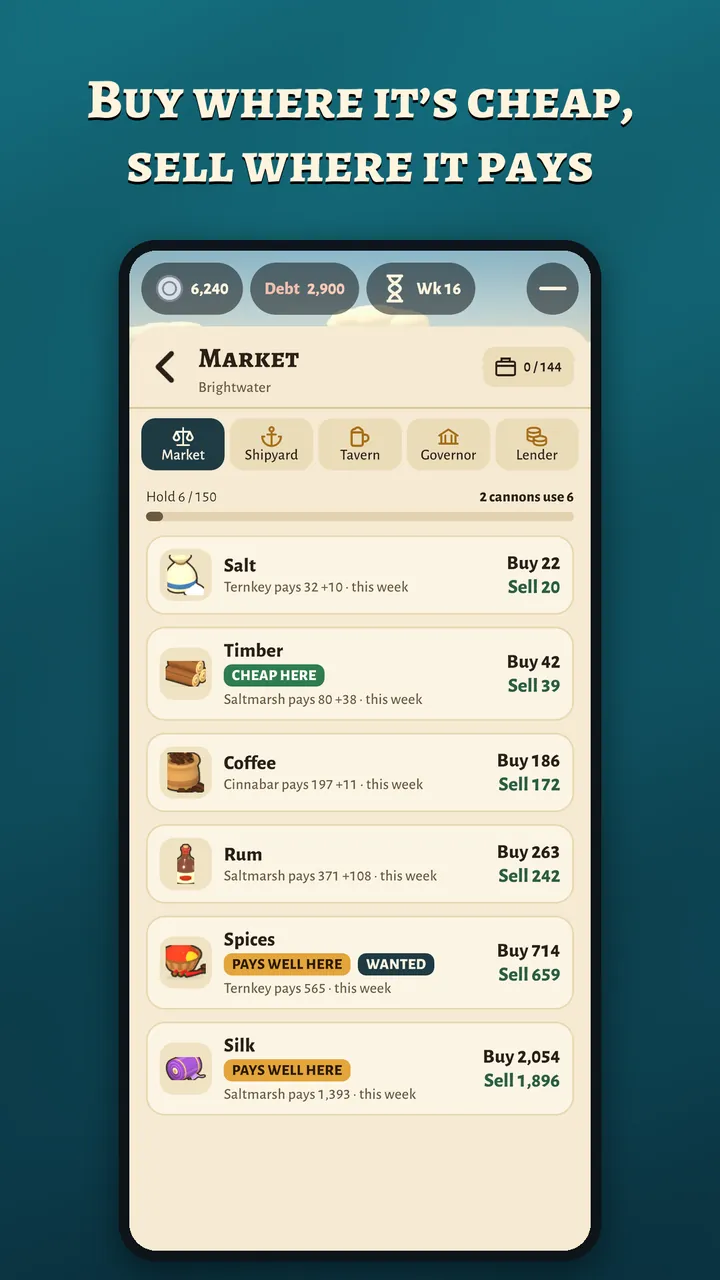 Buy where it's cheap,
sell where it pays
6,240
Debt 2,900
Wk 16
Market
Brightwater
0 / 144
Market
Shipyard
Tavern
Governor
Lender
Hold 6 / 150
2 cannons use 6
Salt
Ternkey pays 32 +10 · this week
Buy 22
Sell 20
Timber
CHEAP HERE
Saltmarsh pays 80 +38 · this week
Buy 42
Sell 39
Coffee
Cinnabar pays 197 +11 · this week
Buy 186
Sell 172
Rum
Saltmarsh pays 371 +108 · this week
Buy 263
Sell 242
Spices
PAYS WELL HERE
WANTED
Ternkey pays 565 · this week
Buy 714
Sell 659
Silk
PAYS WELL HERE
Saltmarsh pays 1,393 · this week
Buy 2,054
Sell 1,896